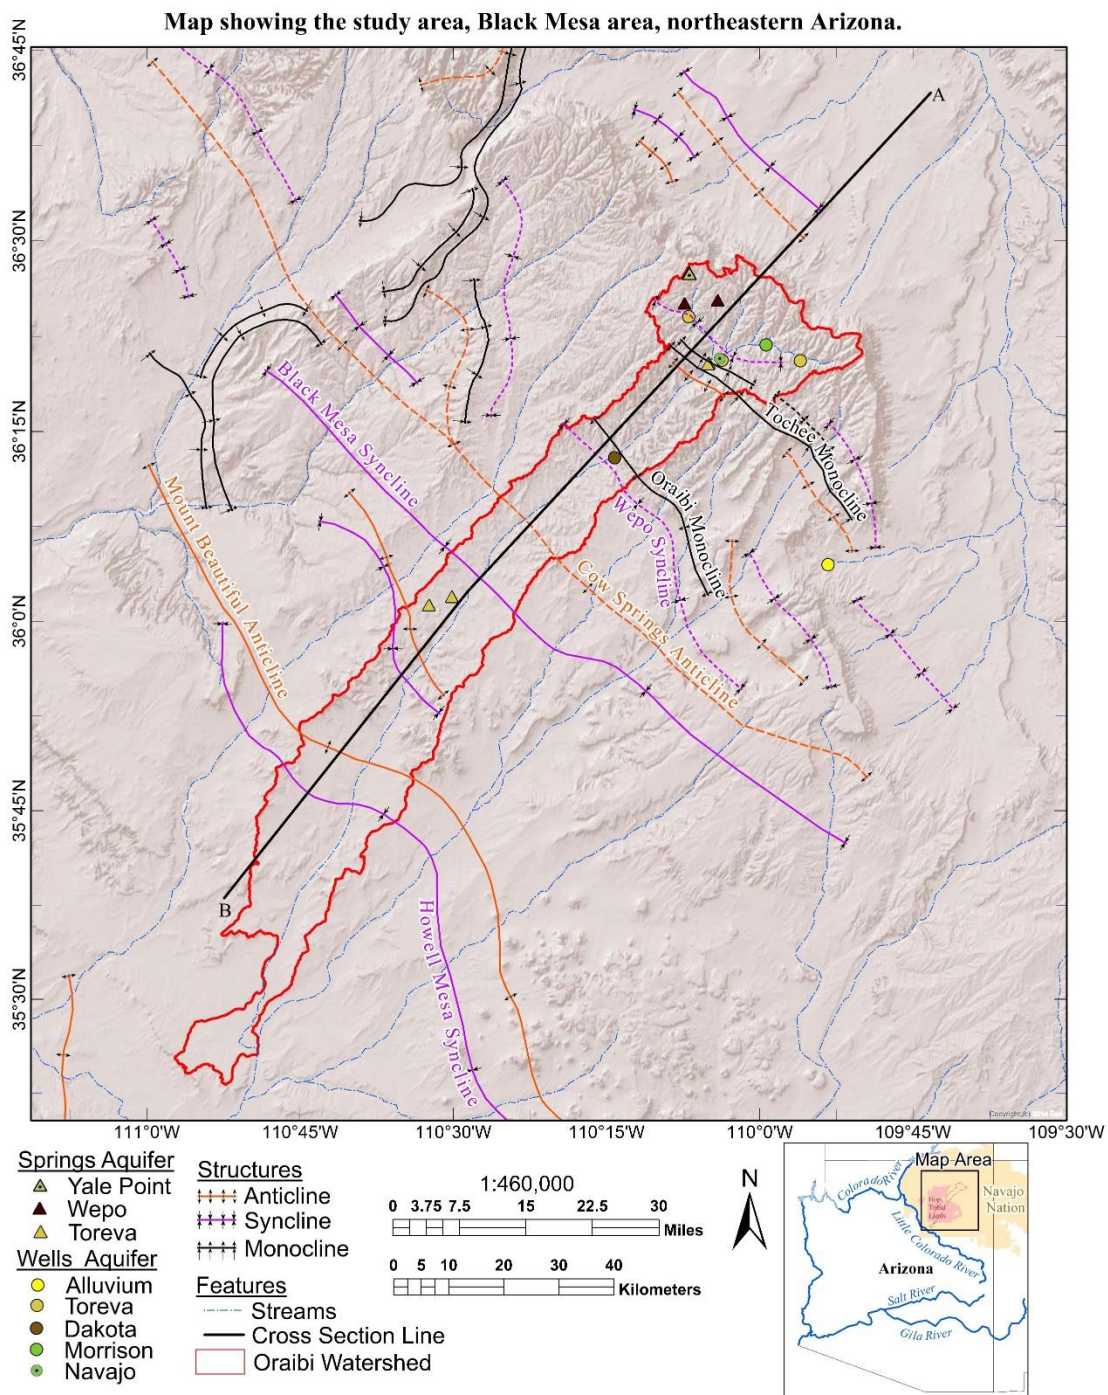 Map showing the study area, Black Mesa area, northeastern Arizona.
36°45'N
36°30'N
36°15'N
36°0'N
35°45'N
35°30'N
A
Black Mesa Syncline
Tochee Monocline
Oraibi Monocline
Wepo Syncline
Mount Beautiful Anticline
Cow Springs Anticline
B
Howell Mesa Syncline
111°0'W
110°45'W
110°30'W
110°15'W
110°0'W
109°45'W
109°30'W
Springs Aquifer
Yale Point
Wepo
Toreva
Wells Aquifer
Alluvium
Toreva
Dakota
Morrison
Navajo
Structures
Anticline
Syncline
Monocline
Features
Streams
Cross Section Line
Oraibi Watershed
1:460,000
0 3.75 7.5 15 22.5 30
Miles
0 5 10 20 30 40
Kilometers
N
Map Area
Colorado River
Navajo
Nation
Hopi
Tribal
Lands
Little Colorado River
Arizona
Salt River
Gila River